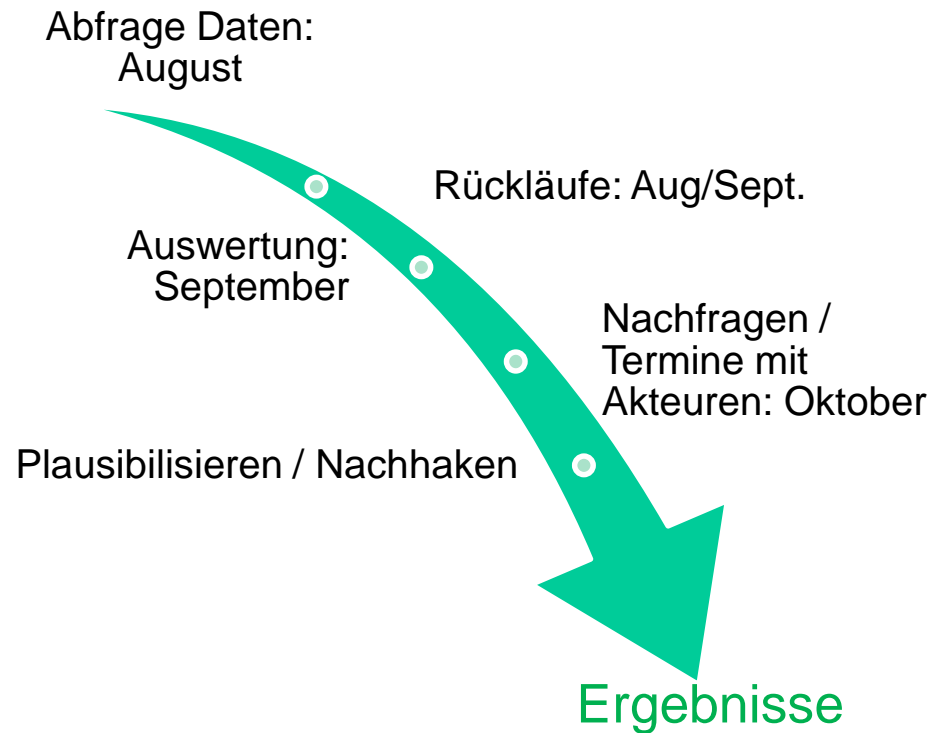 Abfrage Daten:
August
Rückläufe: Aug/Sept.
Auswertung:
September
Nachfragen /
Termine mit
Akteuren: Oktober
Plausibilisieren / Nachhaken
Ergebnisse